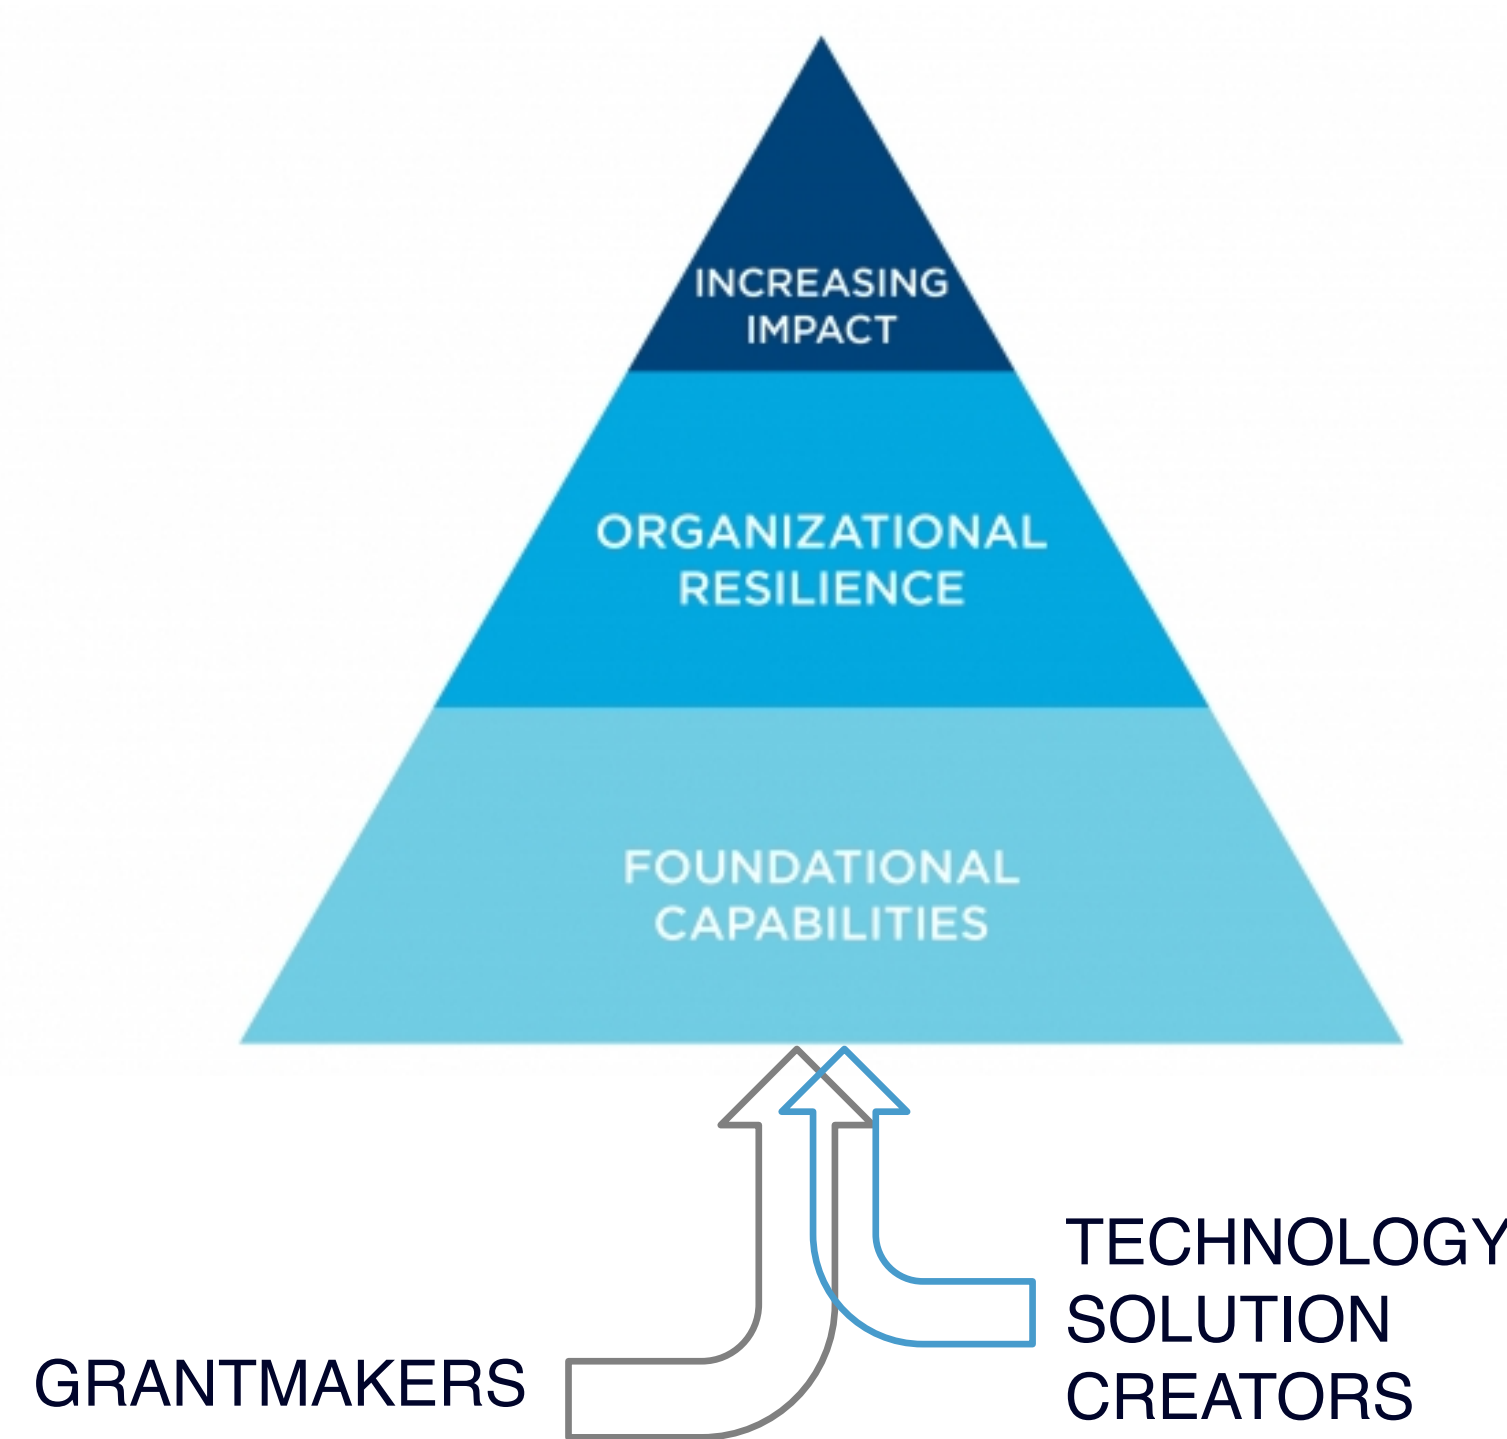 INCREASING
IMPACT
ORGANIZATIONAL
RESILIENCE
FOUNDATIONAL
CAPABILITIES
TECHNOLOGY
SOLUTION
CREATORS
GRANTMAKERS